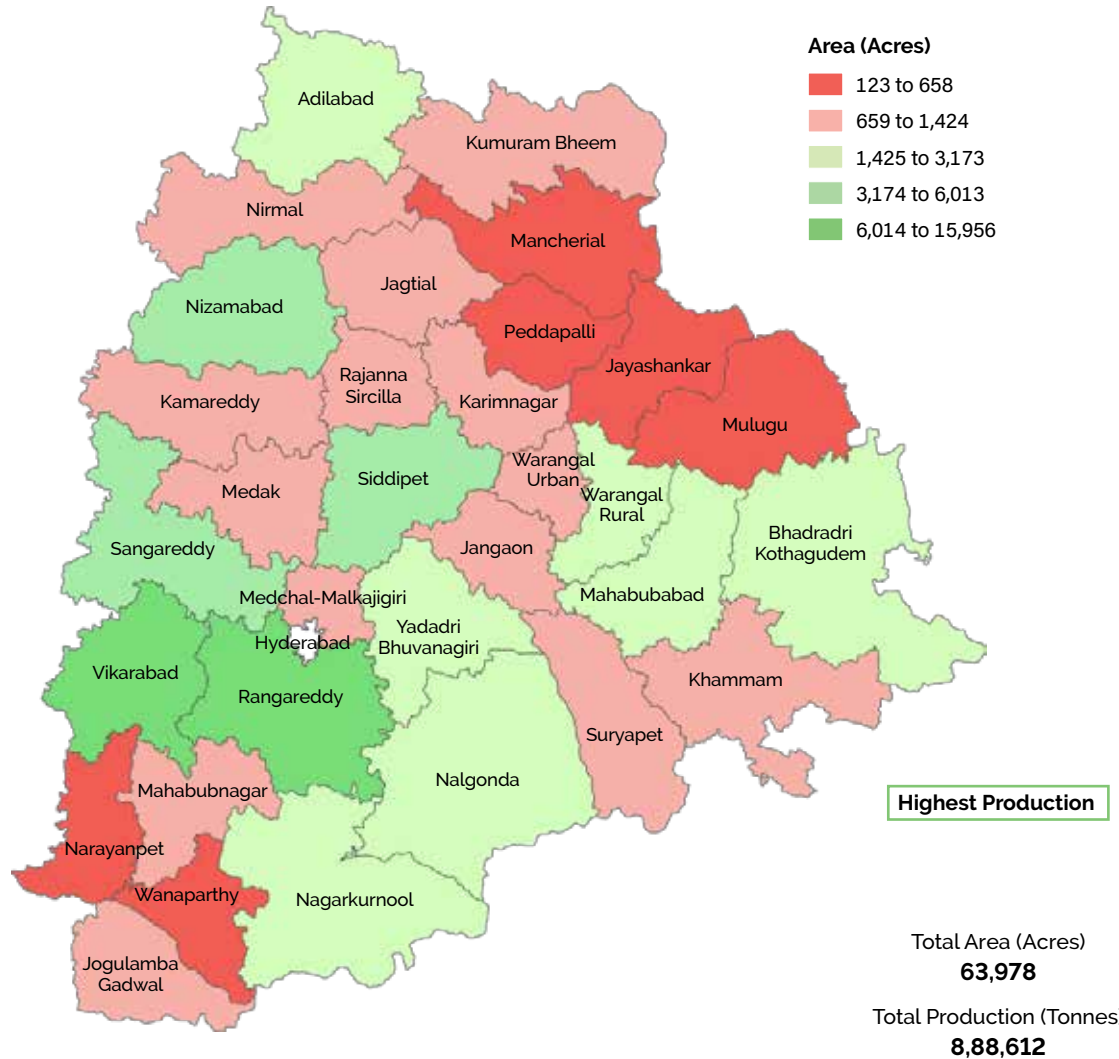 Area (Acres)
123 to 658
659 to 1,424
1,425 to 3,173
3,174 to 6,013
6,014 to 15,956
Adilabad
Kumuram Bheem
Nirmal
Mancherial
Jagtial
Nizamabad
Peddapalli
Jayashankar
Rajanna
Sircilla
Kamareddy
Karimnagar
Mulugu
Warangal
Urban
Siddipet
Medak
Warangal
Rural
Bhadradri
Kothagudem
Sangareddy
Jangaon
Mahabubabad
Medchal-Malkajigiri
Yadadri
Bhuvanagiri
Hyderabad
Vikarabad
Khammam
Rangareddy
Suryapet
Nalgonda
Mahabubnagar
Highest Production
Narayanpet
Wanaparthy
Nagarkurnool
Jogulamba
Gadwal
Total Area (Acres)
63,978
Total Production (Tonnes
8,88,612